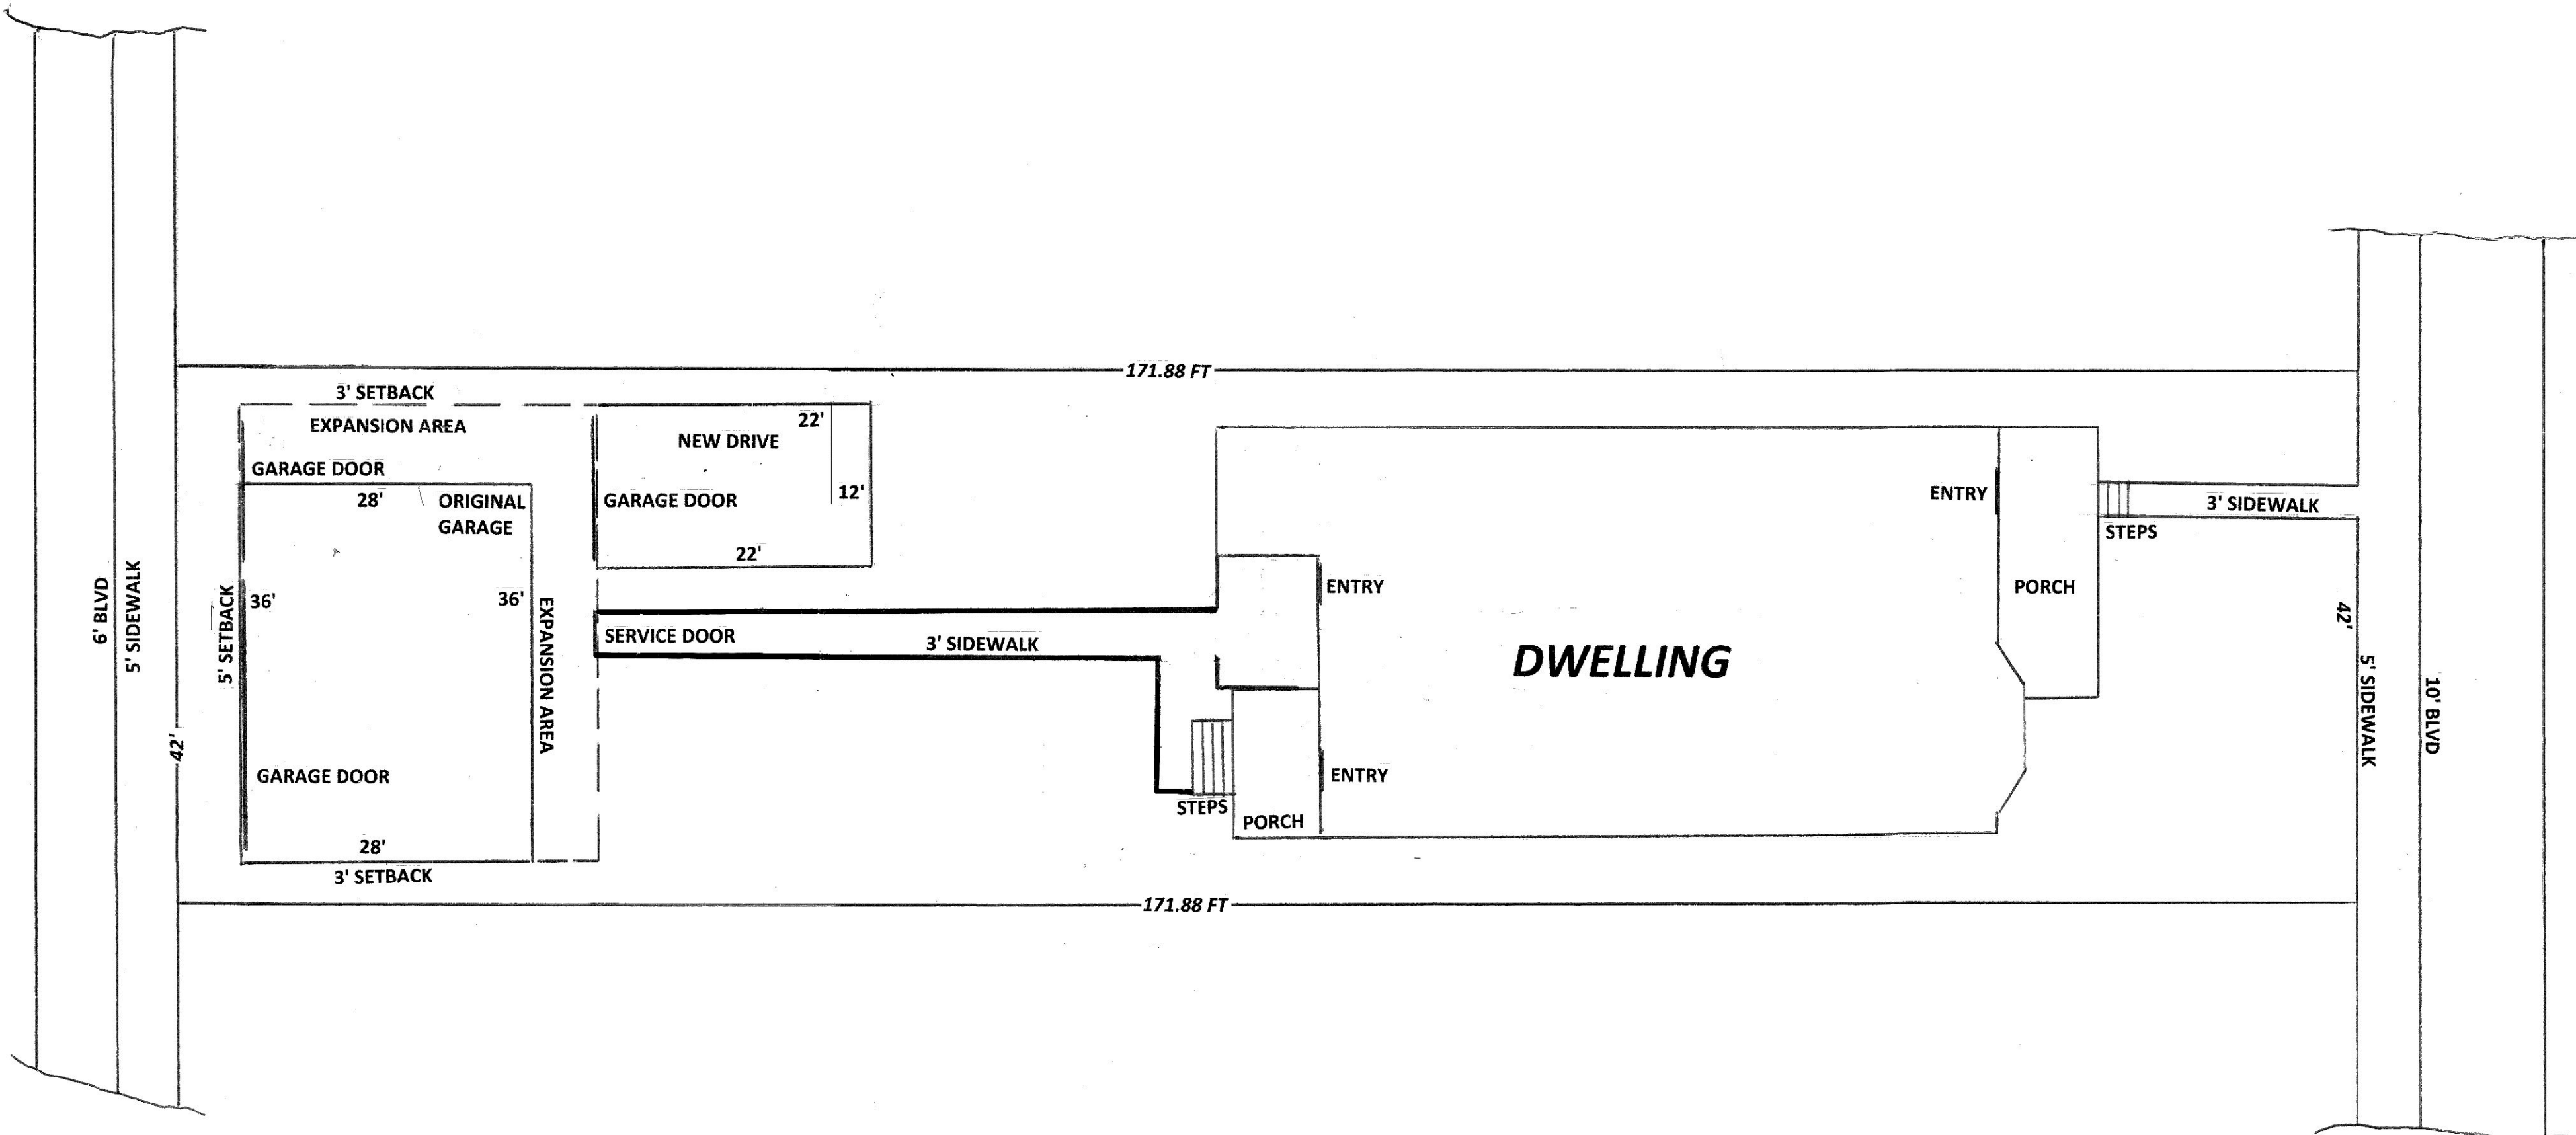 171.88 FT
3' SETBACK
EXPANSION AREA
22'
NEW DRIVE
GARAGE DOOR
28'
ORIGINAL
GARAGE
GARAGE DOOR
12'
22'
ENTRY
3' SIDEWALK
STEPS
6' BLVD
5' SIDEWALK
42'
5' SETBACK
36'
36'
EXPANSION AREA
SERVICE DOOR
3' SIDEWALK
ENTRY
DWELLING
PORCH
42'
5' SIDEWALK
10' BLVD
GARAGE DOOR
ENTRY
STEPS
PORCH
28'
3' SETBACK
171.88 FT